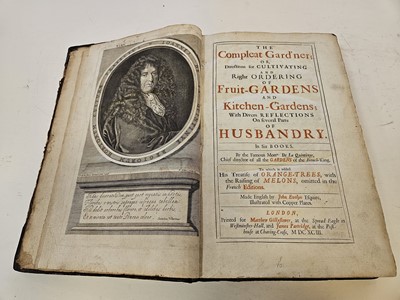 THE
Compleat Gard'ner;
OR,
Directions for CULTIVATING
AND
Right ORDERING
OF
Fruit-GARDENS
AND
Kitchen-Gardens;
With Divers REFLECTIONS
On several Parts
OF
HUSBANDRY.
In Six BOOKS.
By the Famous Monsr De La Quintinye,
Chief Director of all the GARDENS of the French-King.
To which is added
His Treatise of ORANGE-TREES, with
the Raising of MELONS, omitted in the
French Editions.
Made English by John Evelyn Esquire.
Illustrated with Copper Plates.
LONDON,
Printed for Matthew Gillyflower, at the Spread Eagle in
Westminster-Hall, and James Partridge, at the Post-
house at Charing-Cross, M DC XCIII.